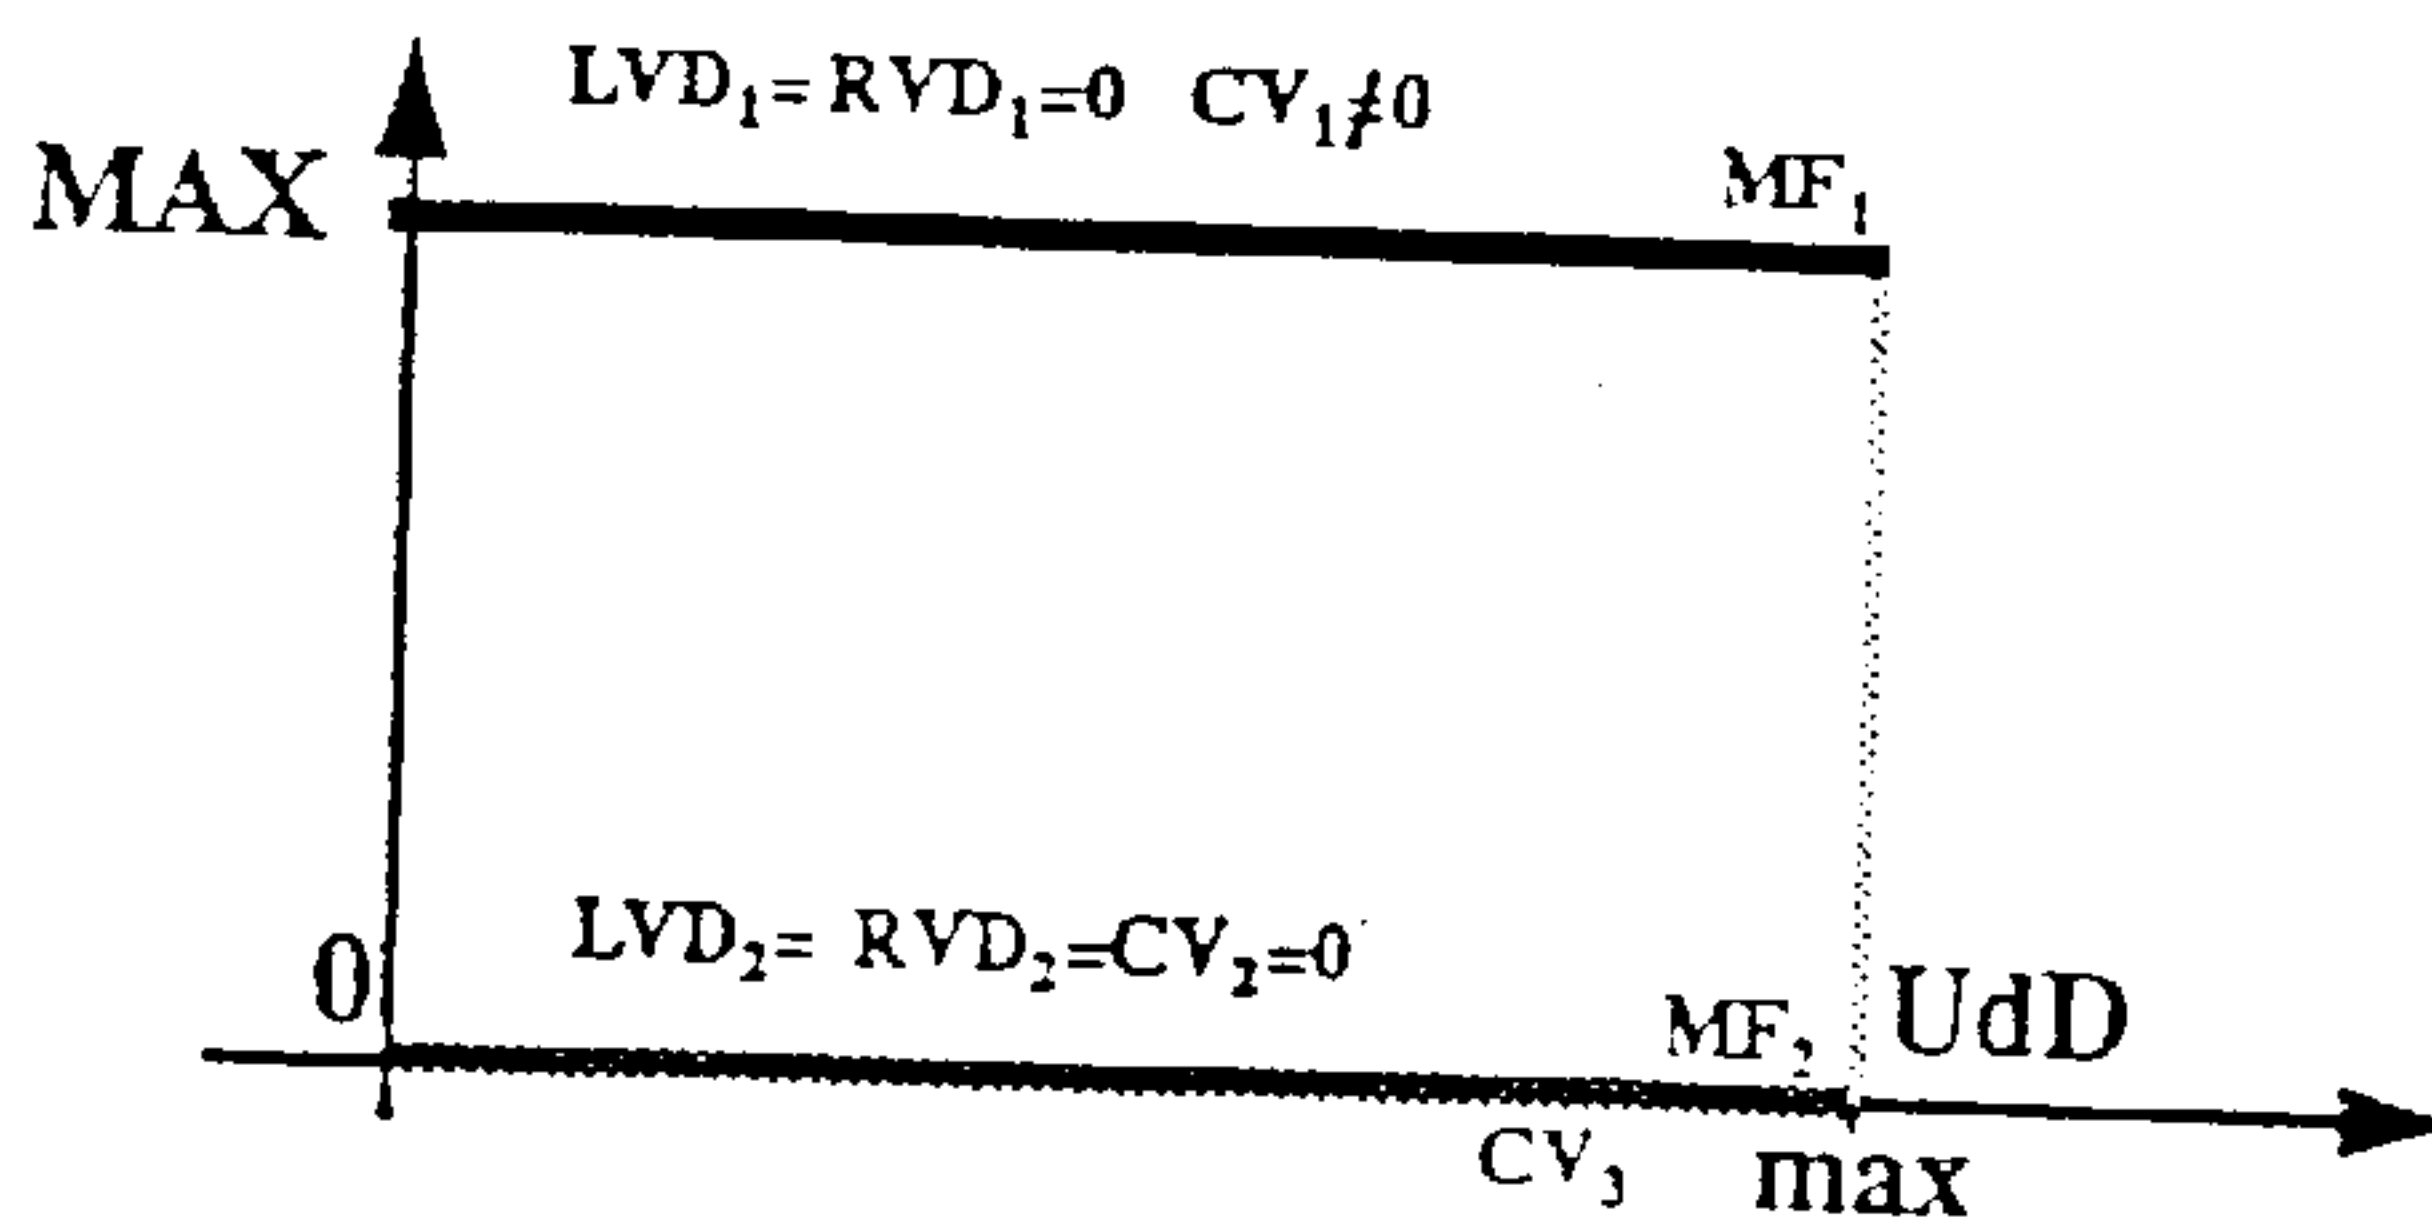 LVD₁= RVD₁=0 CV₁≠0
MAX
MF₁
LVD₂= RVD₂=CV₂=0
0
MF₂
UdD
CV₃
max